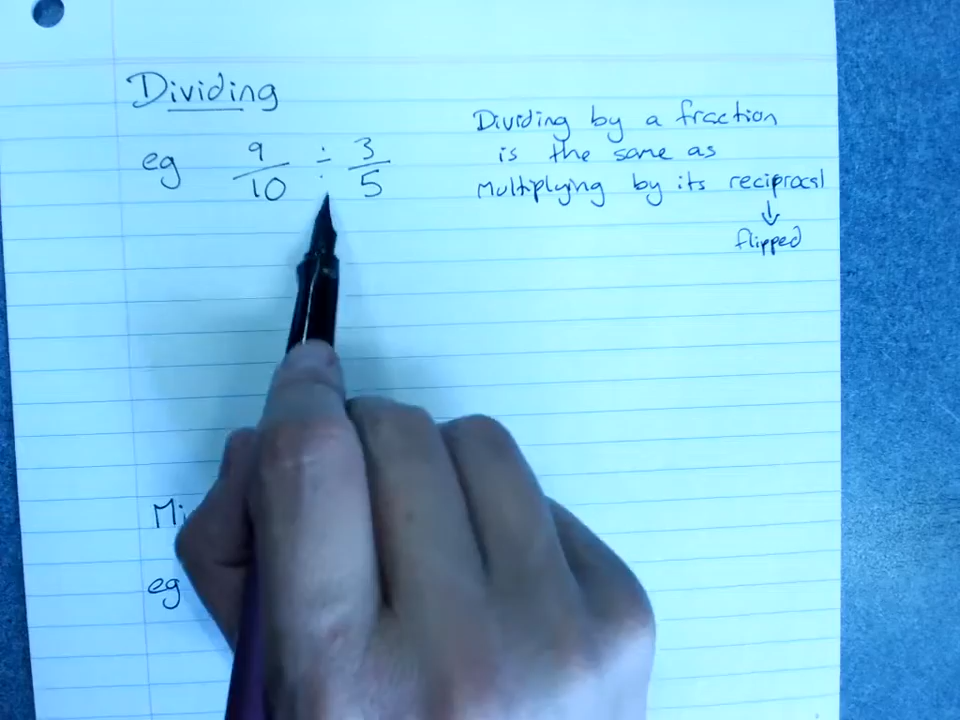 Dividing
eg 9/10 ÷ 3/5
Dividing by a fraction
is the same as
Multiplying by its reciprocal
↓
flipped
eg